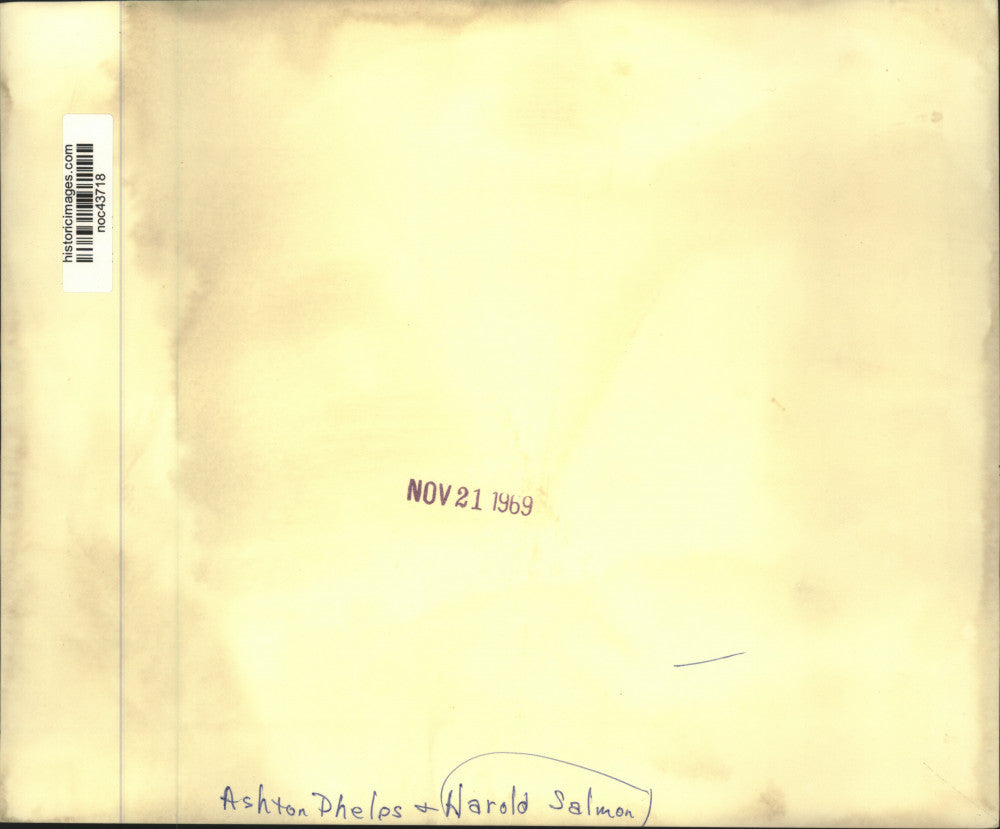 historicimages.com
noc43718
NOV 21 1969
Ashton Phelps + Harold Salmon